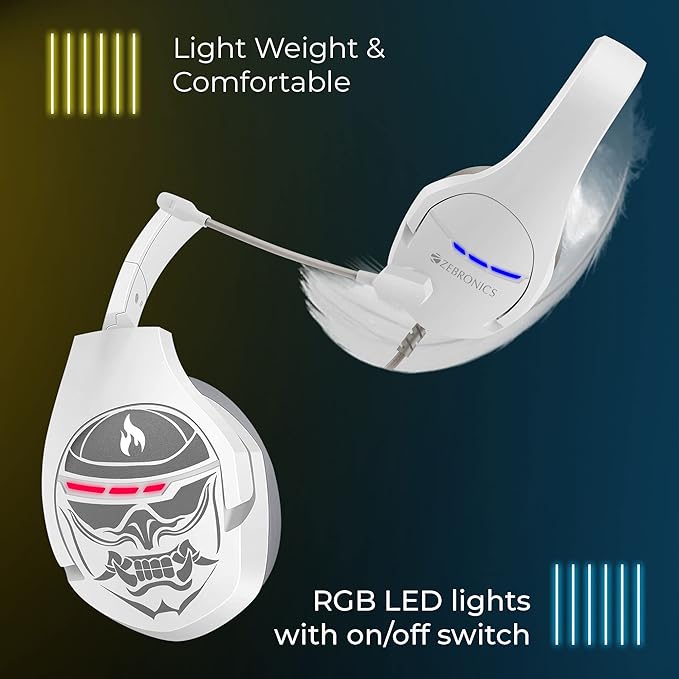 Light Weight &
Comfortable
ZEBRONICS
RGB LED lights
with on/off switch